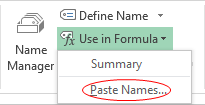 Define Name
Name Manager
Use in Formula
Summary
Paste Names...